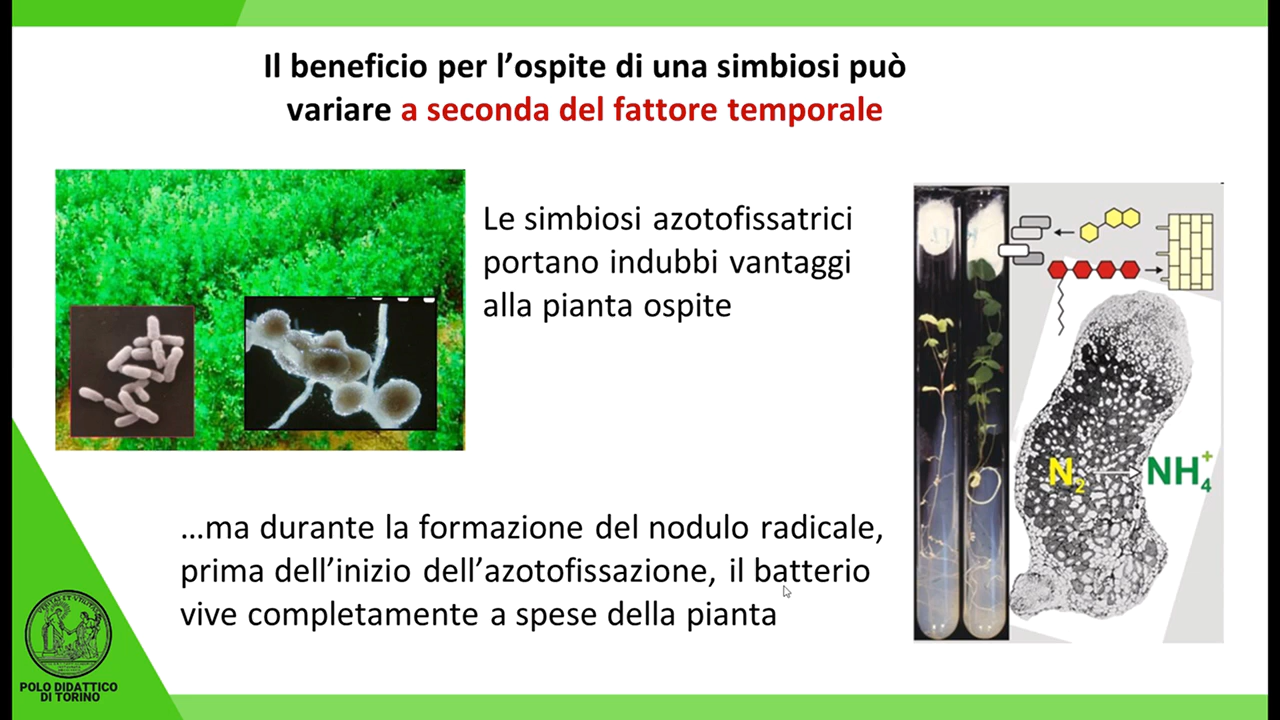 Il beneficio per l’ospite di una simbiosi può
variare a seconda del fattore temporale
Le simbiosi azotofissatrici
portano indubbi vantaggi
alla pianta ospite
N2 → NH4+
...ma durante la formazione del nodulo radicale,
prima dell’inizio dell’azotofissazione, il batterio
vive completamente a spese della pianta
POLO DIDATTICO
DI TORINO